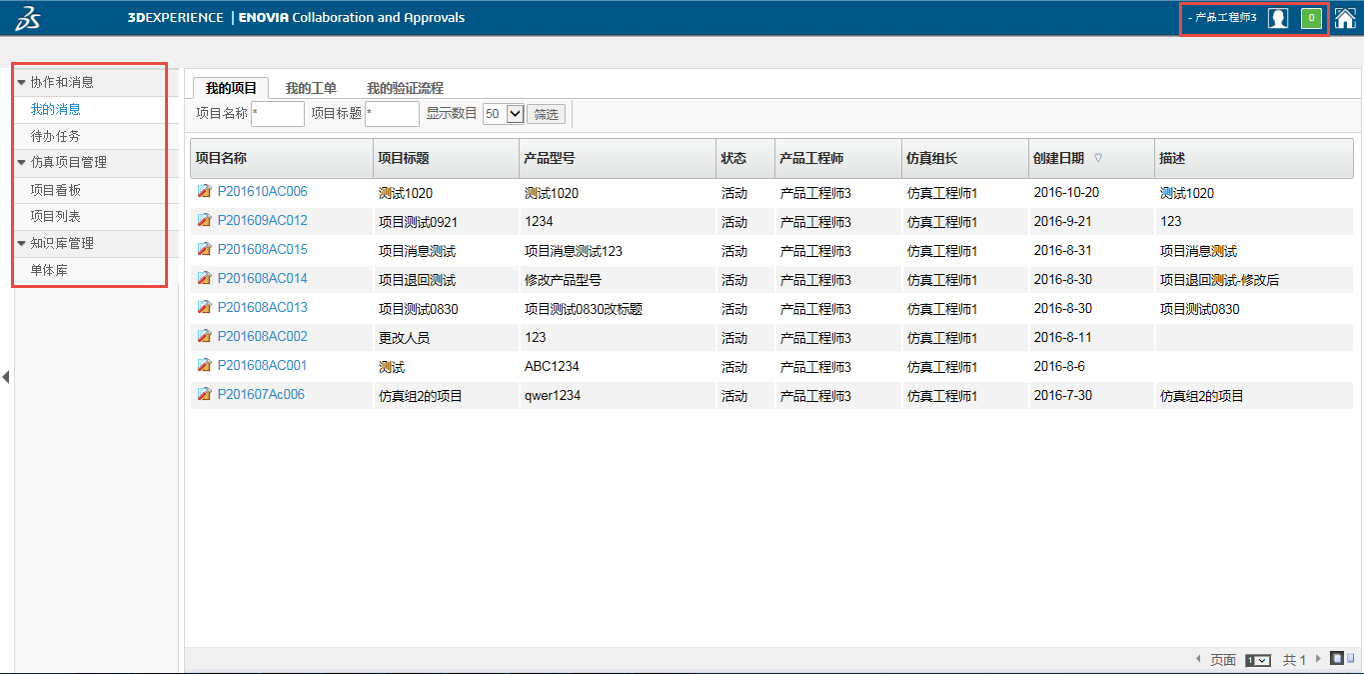 3DEXPERIENCE | ENOVIA Collaboration and Approvals
- 产品工程师3 0
协作和消息
我的消息
待办任务
仿真项目管理
项目看板
项目列表
知识库管理
单体库
我的项目 我的工单 我的验证流程
项目名称 * 项目标题 * 显示数目 50 筛选
项目名称 项目标题 产品型号 状态 产品工程师 仿真组长 创建日期 描述
P201610AC006 测试1020 测试1020 活动 产品工程师3 仿真工程师1 2016-10-20 测试1020
P201609AC012 项目测试0921 1234 活动 产品工程师3 仿真工程师1 2016-9-21 123
P201608AC015 项目消息测试 项目消息测试123 活动 产品工程师3 仿真工程师1 2016-8-31 项目消息测试
P201608AC014 项目退回测试 修改产品型号 活动 产品工程师3 仿真工程师1 2016-8-30 项目退回测试-修改后
P201608AC013 项目测试0830 项目测试0830改标题 活动 产品工程师3 仿真工程师1 2016-8-30 项目测试0830
P201608AC002 更改人员 123 活动 产品工程师3 仿真工程师1 2016-8-11
P201608AC001 测试 ABC1234 活动 产品工程师3 仿真工程师1 2016-8-6
P201607Ac006 仿真组2的项目 qwer1234 活动 产品工程师3 仿真工程师1 2016-7-30 仿真组2的项目
页面 1 共 1